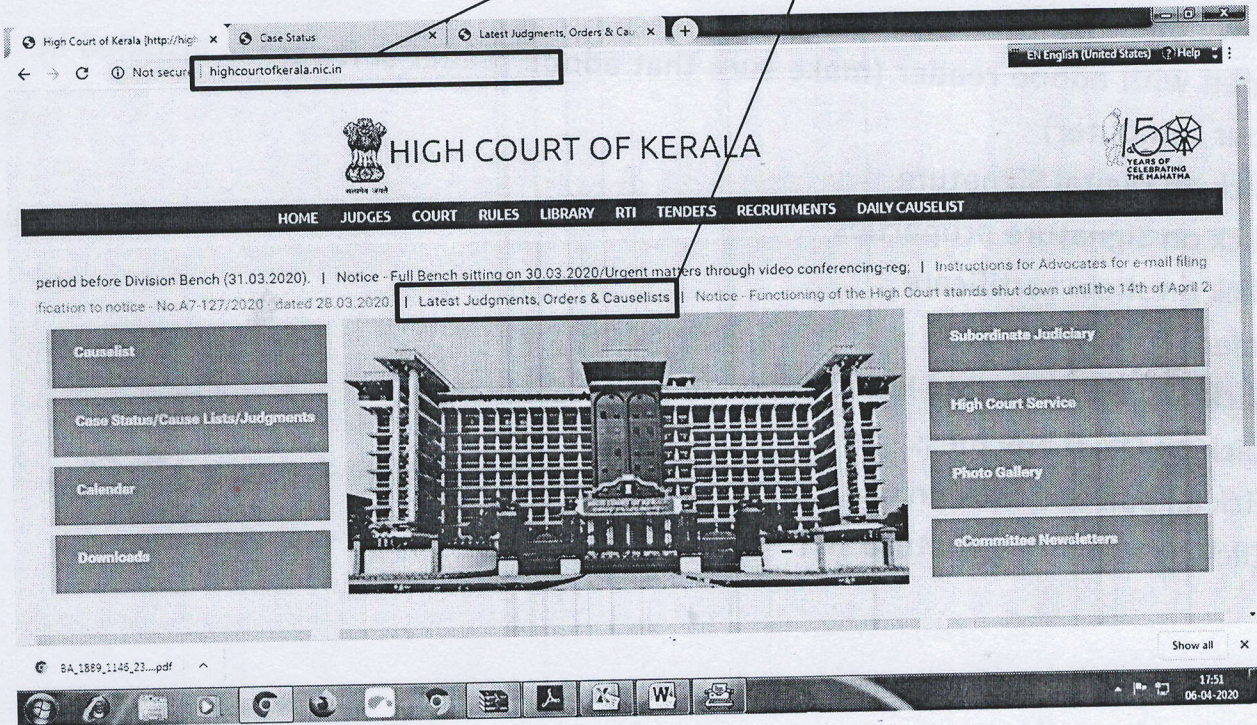 High Court of Kerala [http://high × Case Status × Latest Judgments, Orders & Cau × +
EN English (United States) Help
Not secure | highcourtofkerala.nic.in
HIGH COURT OF KERALA
सत्यमेव जयते
150
YEARS OF
CELEBRATING
THE MAHATMA
HOME JUDGES COURT RULES LIBRARY RTI TENDERS RECRUITMENTS DAILY CAUSELIST
period before Division Bench (31.03.2020). | Notice - Full Bench sitting on 30.03.2020/Urgent matters through video conferencing-reg; | Instructions for Advocates for e-mail filing
fication to notice - No.A7-127/2020 dated 28.03.2020. | Latest Judgments, Orders & Causelists | Notice - Functioning of the High Court stands shut down until the 14th of April 2
Causelist
Case Status/Cause Lists/Judgments
Calendar
Downloads
Subordinate Judiciary
High Court Service
Photo Gallery
eCommittee Newsletters
Show all ×
BA_1889_1146_23....pdf
17:51
06-04-2020